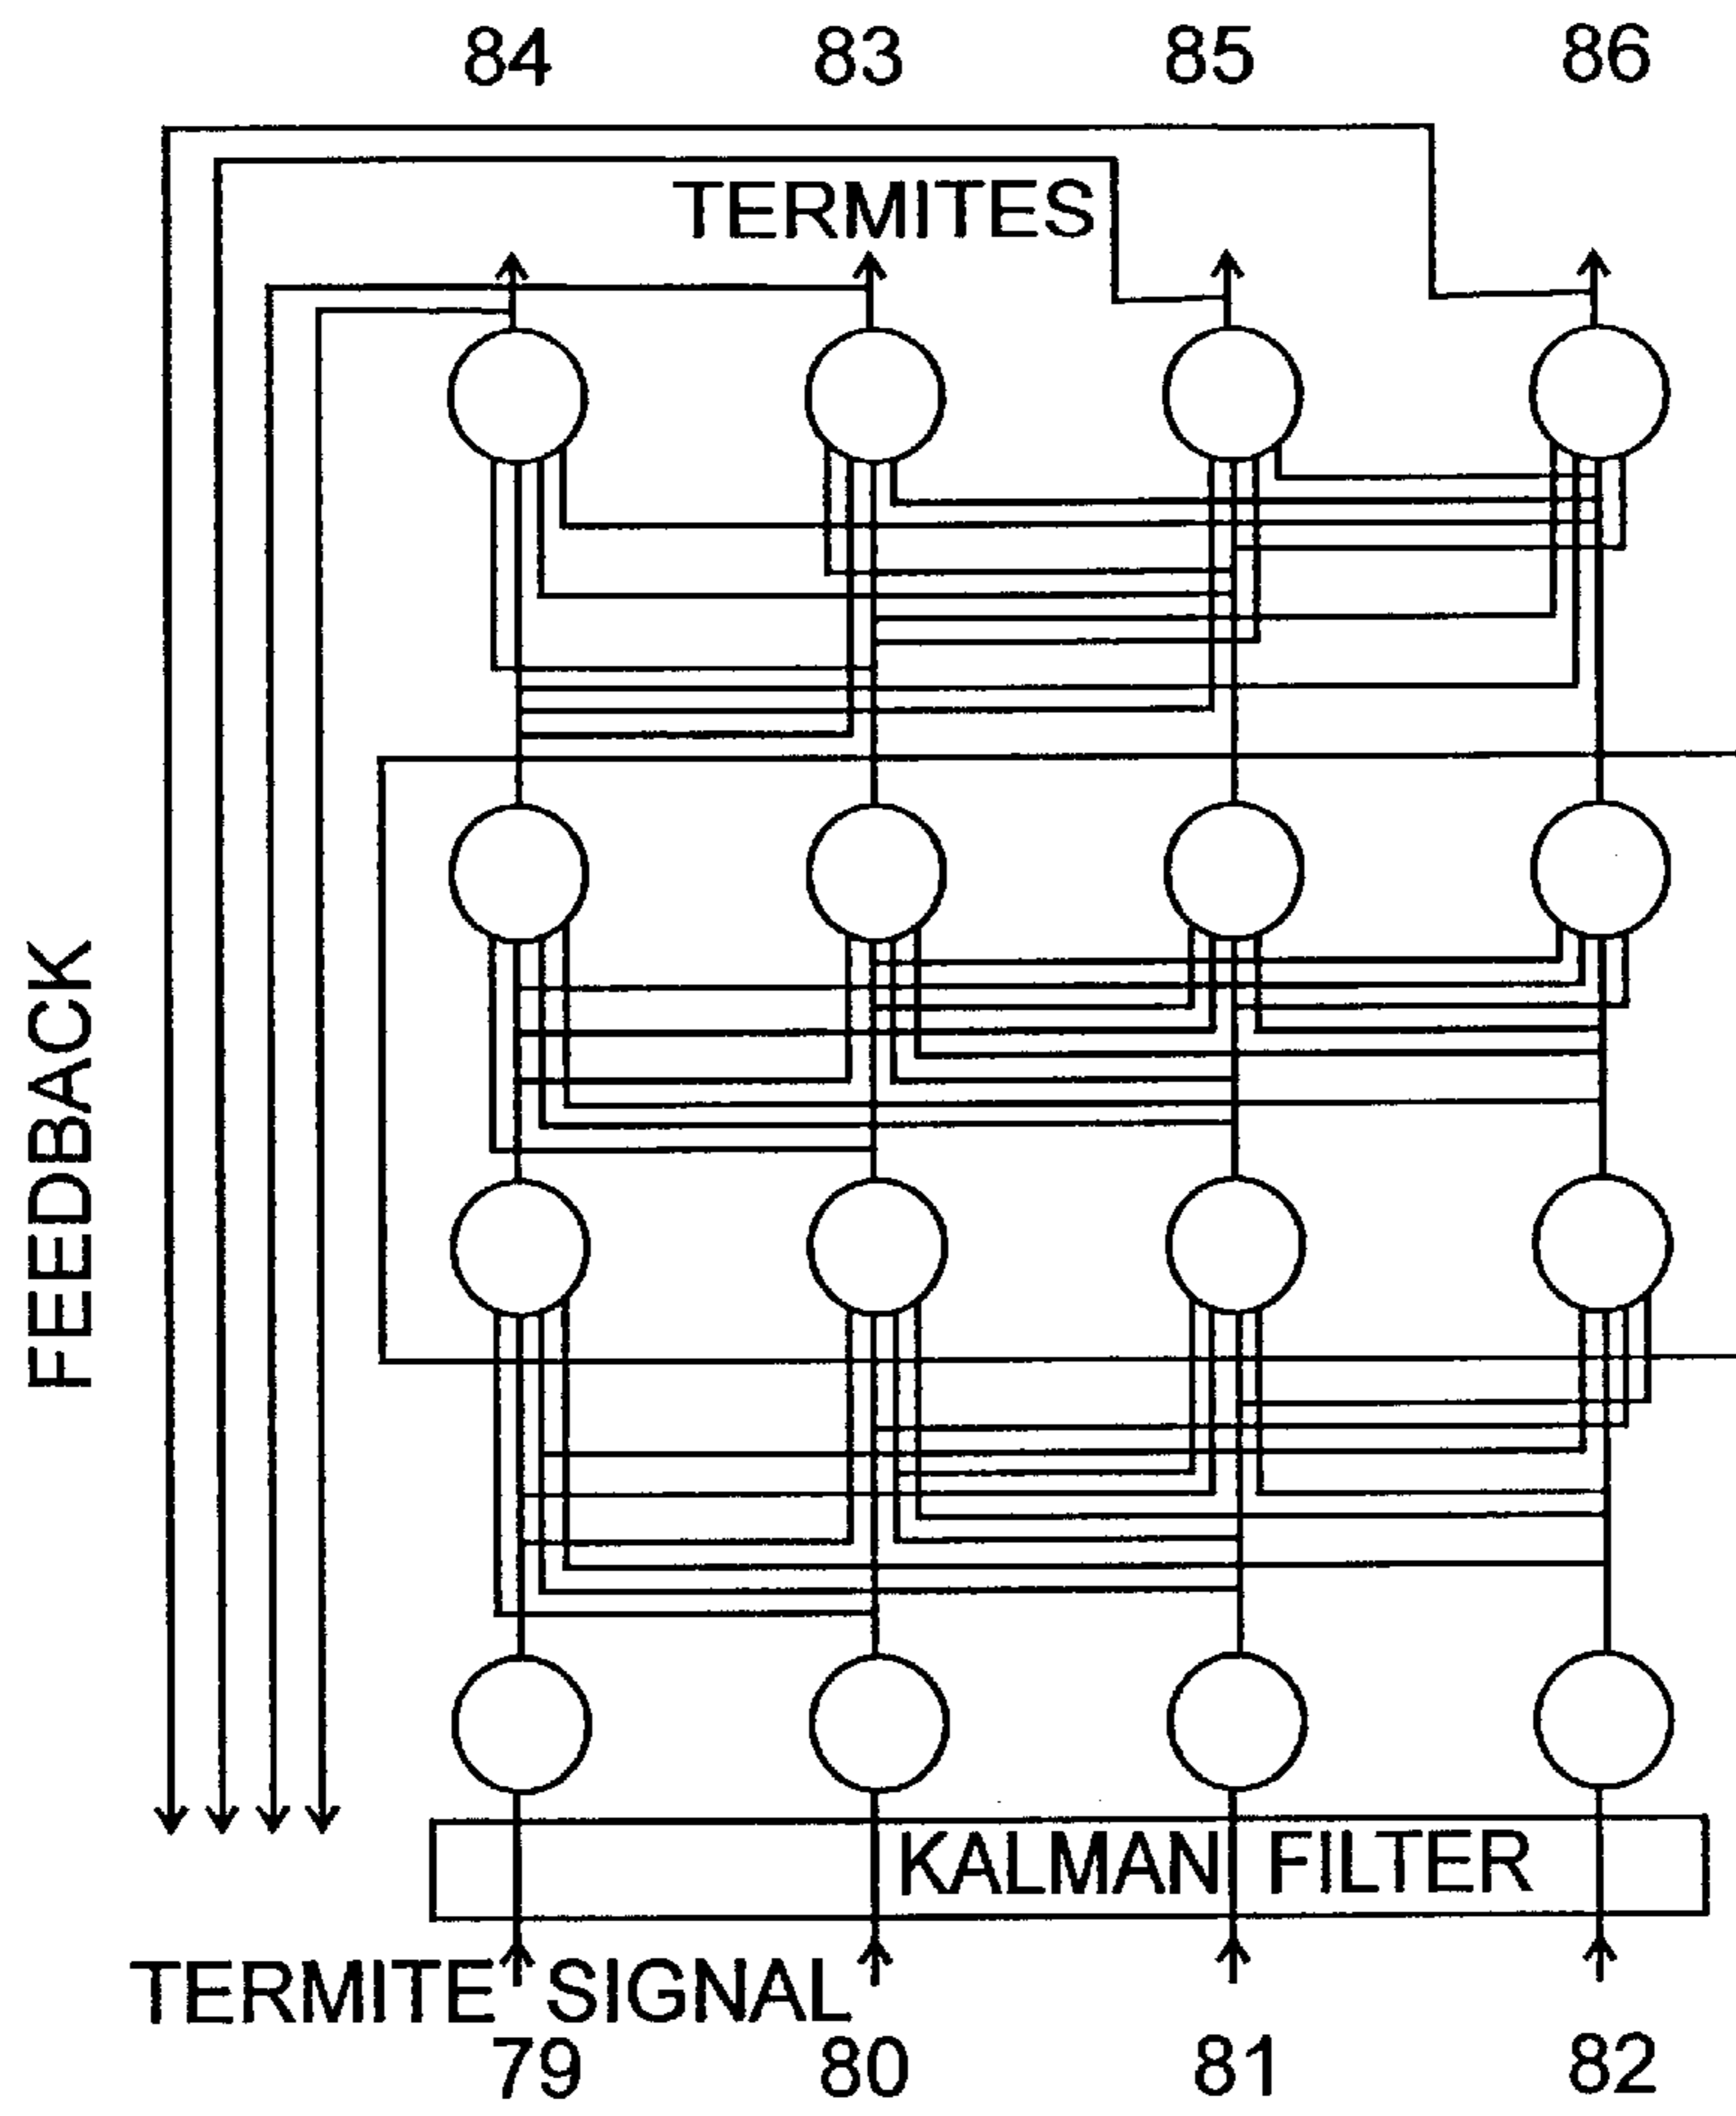 84 83 85 86
TERMITES
FEEDBACK
KALMAN FILTER
TERMITE SIGNAL
79 80 81 82